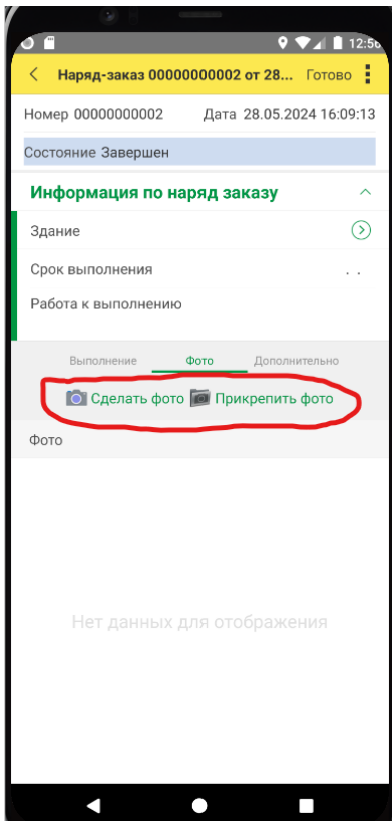 12:56
Наряд-заказ 00000000002 от 28... Готово
Номер 00000000002 Дата 28.05.2024 16:09:13
Состояние Завершен
Информация по наряд заказу
Здание
Срок выполнения . .
Работа к выполнению
Выполнение Фото Дополнительно
Сделать фото Прикрепить фото
Фото
Нет данных для отображения